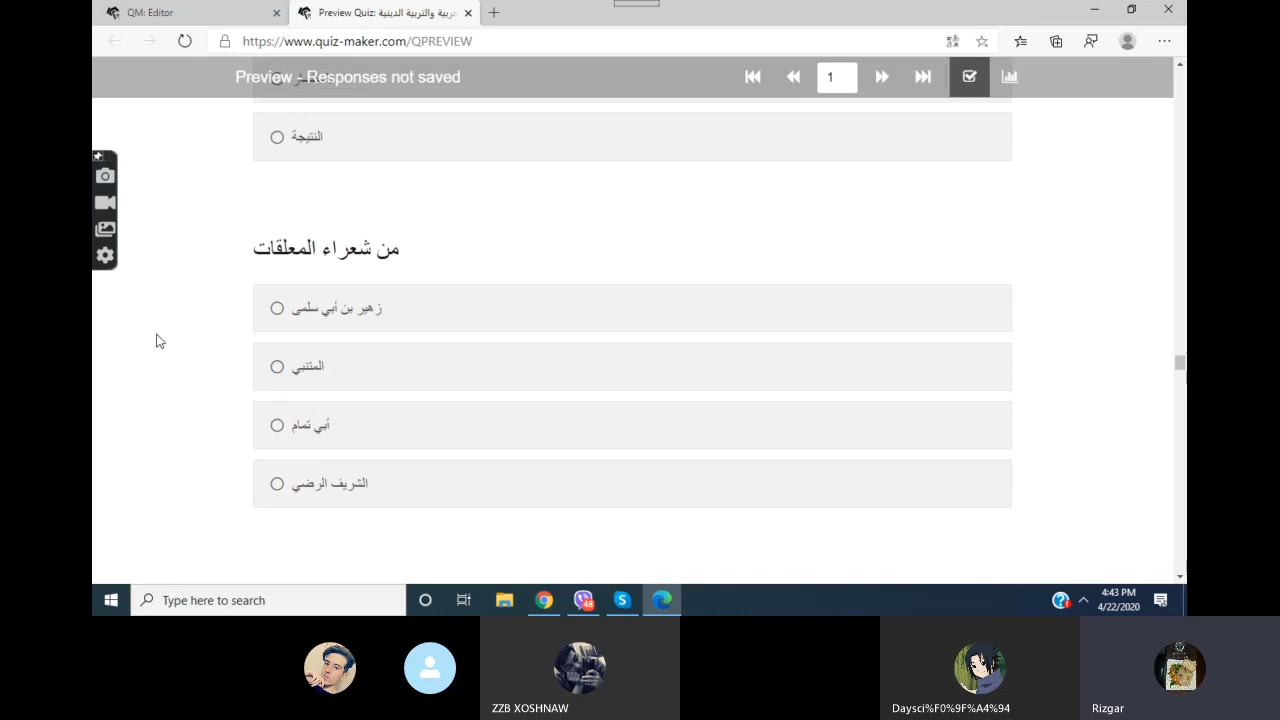 QM: Editor
Preview Quiz: عربية والتربية الدينية
https://www.quiz-maker.com/QPREVIEW
Preview - Responses not saved
1
النتيجة
من شعراء المعلقات
زهير بن أبي سلمى
المتنبي
أبي تمام
الشريف الرضي
Type here to search
48
4:43 PM
4/22/2020
ZZB XOSHNAW
Daysci%F0%9F%A4%94
Rizgar